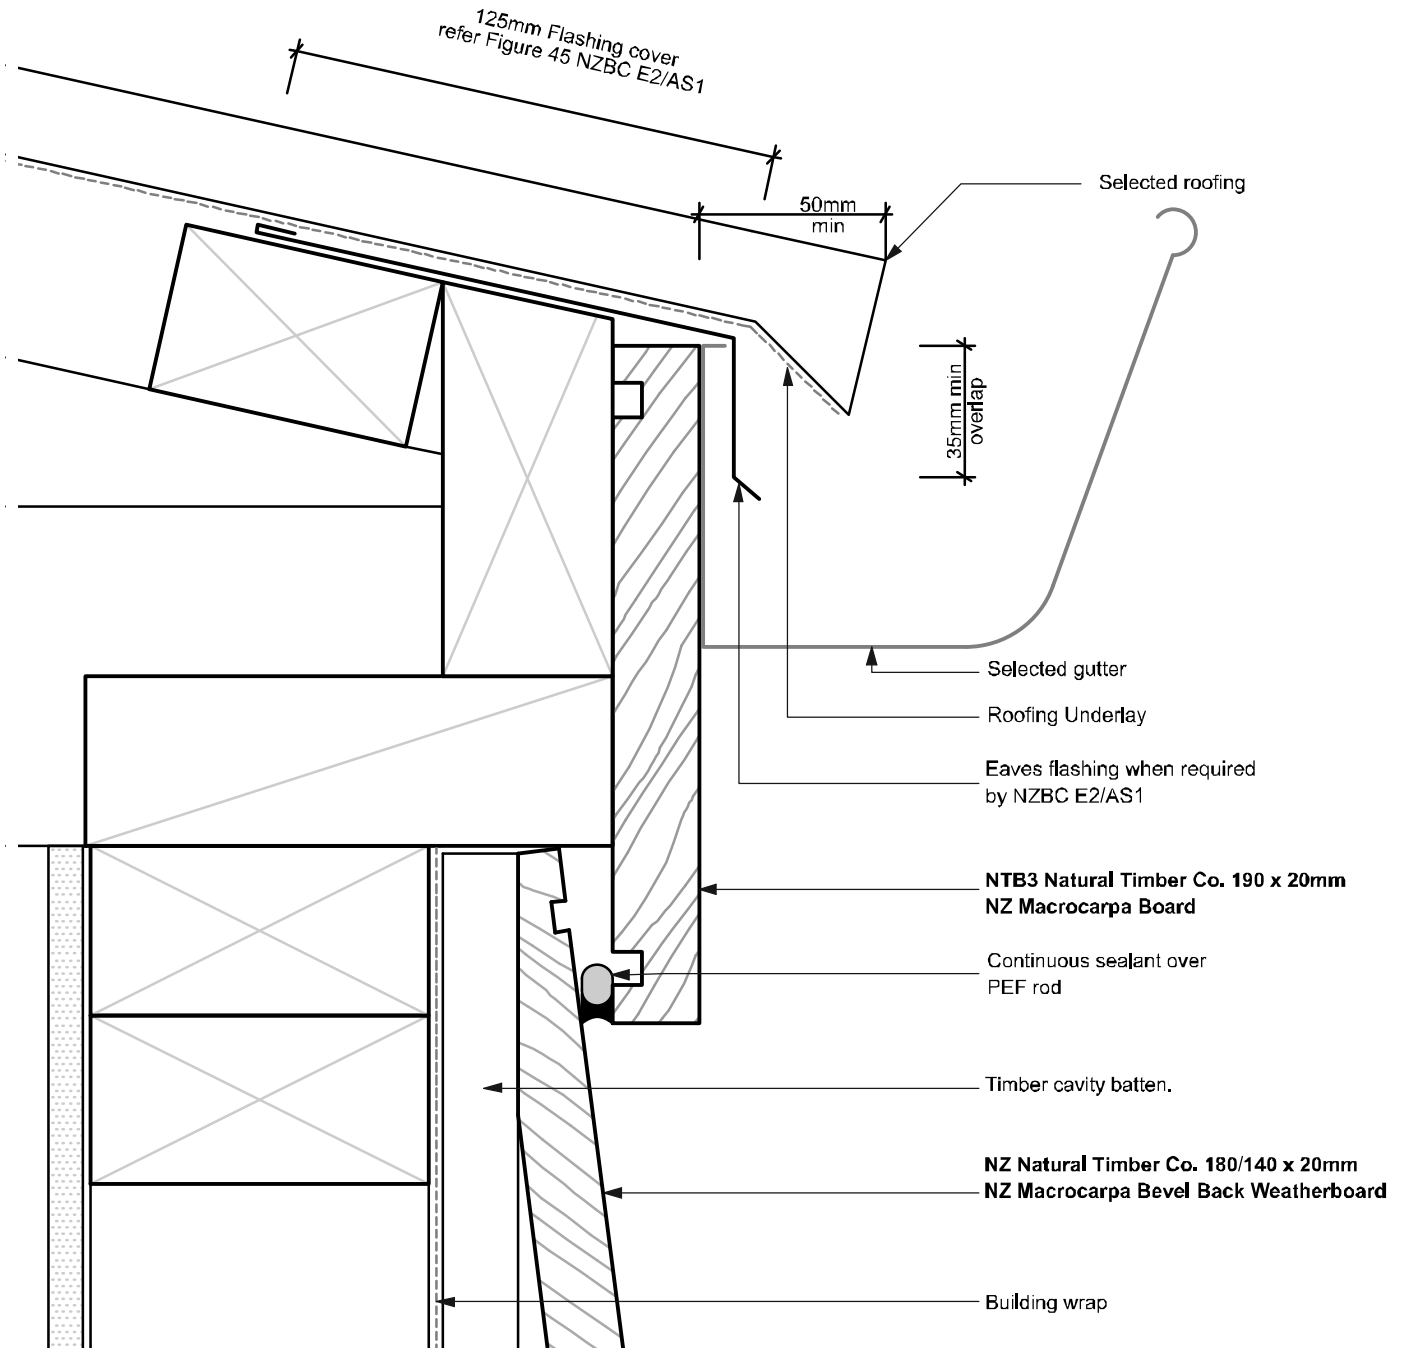 125mm Flashing cover
refer Figure 45 NZBC E2/AS1
Selected roofing
50mm
min
35mm min
overlap
Selected gutter
Roofing Underlay
Eaves flashing when required
by NZBC E2/AS1
NTB3 Natural Timber Co. 190 x 20mm
NZ Macrocarpa Board
Continuous sealant over
PEF rod
Timber cavity batten.
NZ Natural Timber Co. 180/140 x 20mm
NZ Macrocarpa Bevel Back Weatherboard
Building wrap